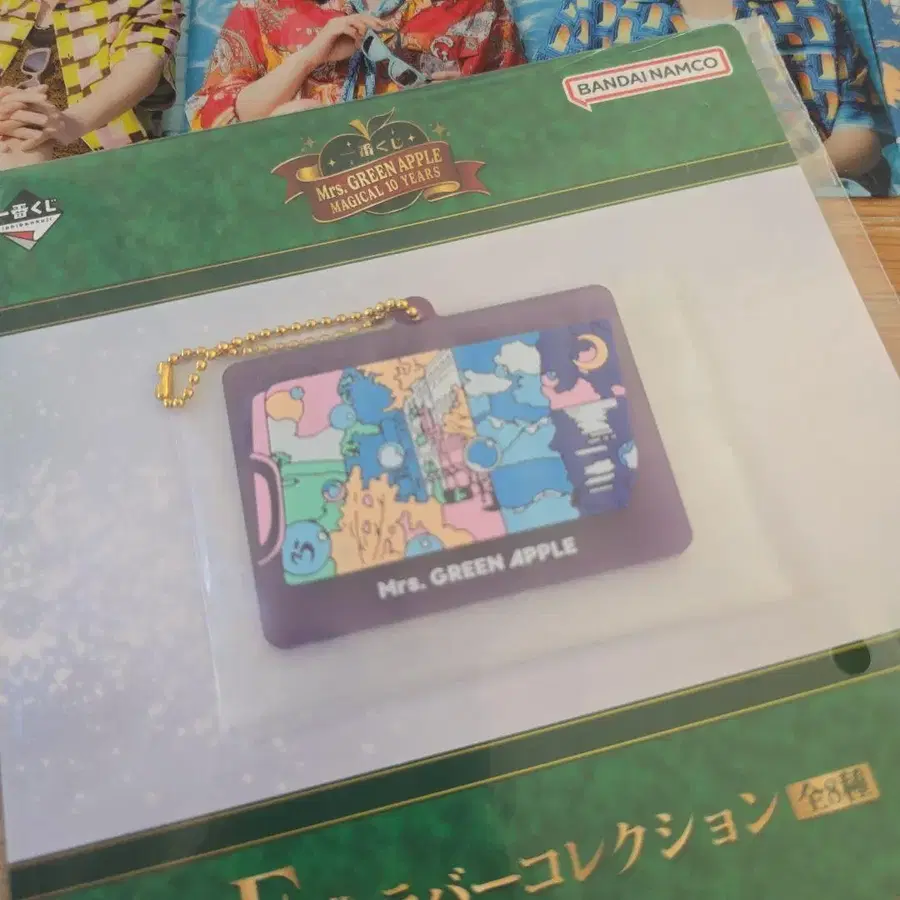 BANDAI NAMCO
一番くじ
Mrs. GREEN APPLE
MAGICAL 10 YEARS
一番くじ
ichibankuji
Mrs. GREEN APPLE
ラバーコレクション 全8種